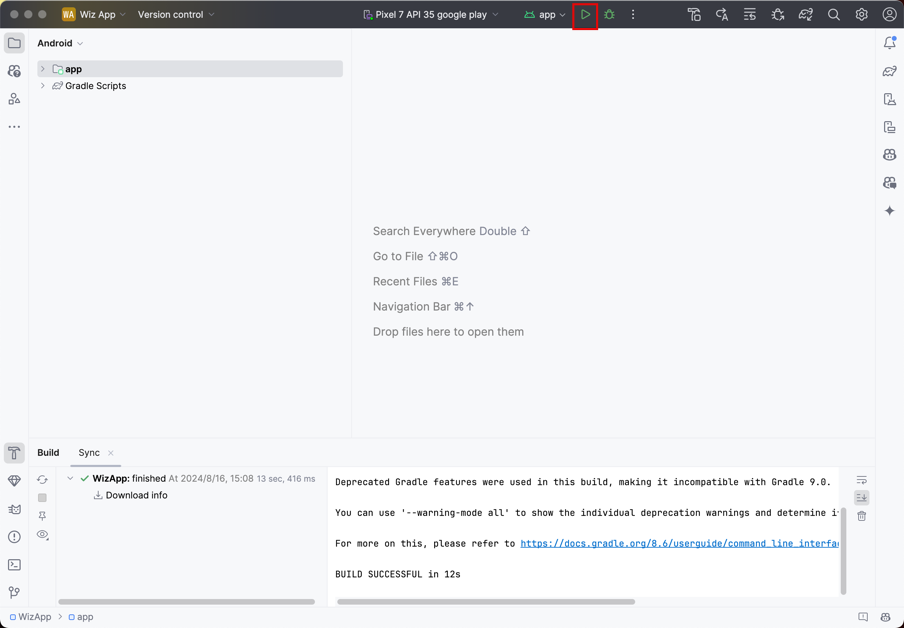 WA Wiz App Version control Pixel 7 API 35 google play app
Android
app
Gradle Scripts
Search Everywhere Double ⇧
Go to File ⇧⌘O
Recent Files ⌘E
Navigation Bar ⌘↑
Drop files here to open them
Build Sync ×
WizApp: finished At 2024/8/16, 15:08 13 sec, 416 ms
Download info
Deprecated Gradle features were used in this build, making it incompatible with Gradle 9.0.
You can use '--warning-mode all' to show the individual deprecation warnings and determine i
For more on this, please refer to https://docs.gradle.org/8.6/userguide/command_line_interfa
BUILD SUCCESSFUL in 12s
WizApp > app